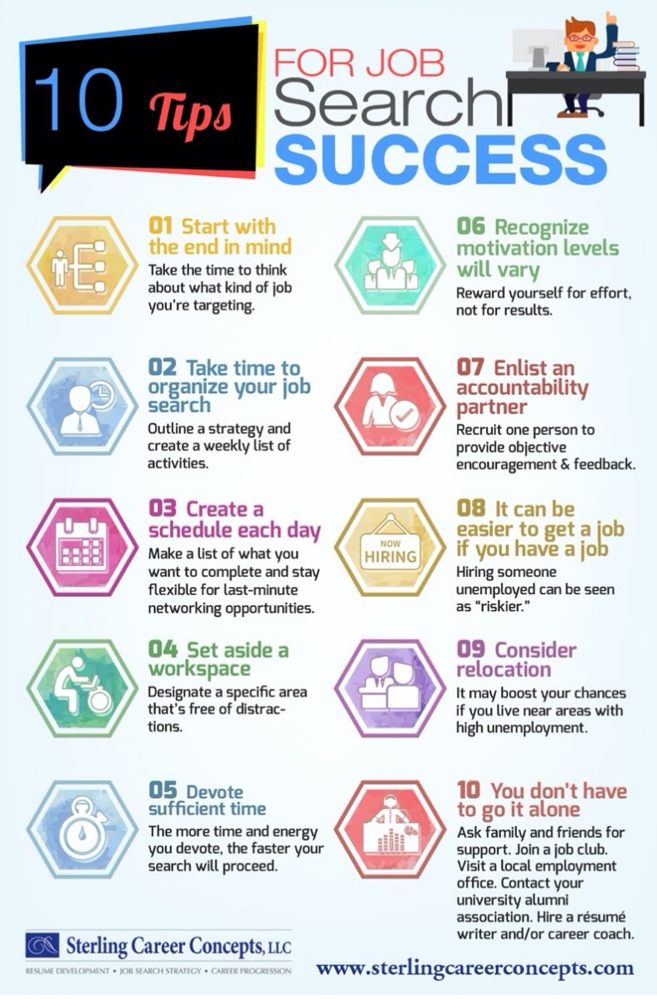 10 Tips
FOR JOB
Search
SUCCESS
01 Start with
the end in mind
Take the time to think
about what kind of job
you're targeting.
02 Take time to
organize your job
search
Outline a strategy and
create a weekly list of
activities.
03 Create a
schedule each day
Make a list of what you
want to complete and stay
flexible for last-minute
networking opportunities.
04 Set aside a
workspace
Designate a specific area
that's free of distrac-
tions.
05 Devote
sufficient time
The more time and energy
you devote, the faster your
search will proceed.
06 Recognize
motivation levels
will vary
Reward yourself for effort,
not for results.
07 Enlist an
accountability
partner
Recruit one person to
provide objective
encouragement & feedback.
NOW
HIRING
08 It can be
easier to get a job
if you have a job
Hiring someone
unemployed can be seen
as “riskier.”
09 Consider
relocation
It may boost your chances
if you live near areas with
high unemployment.
10 You don't have
to go it alone
Ask family and friends for
support. Join a job club.
Visit a local employment
office. Contact your
university alumni
association. Hire a résumé
writer and/or career coach.
Sterling Career Concepts, LLC
RESUME DEVELOPMENT • JOB SEARCH STRATEGY • CAREER PROGRESSION
www.sterlingcareerconcepts.com